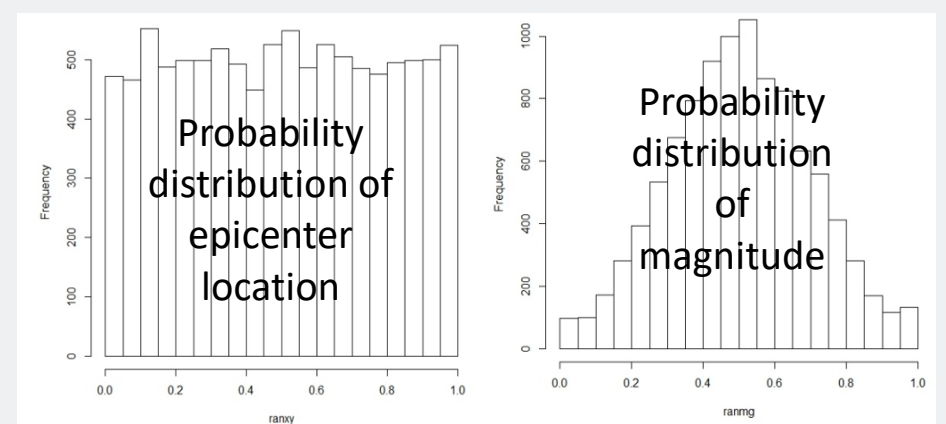 Probability
distribution of
epicenter
location
Frequency
0
100
200
300
400
500
0.0 0.2 0.4 0.6 0.8 1.0
ranxy
Probability
distribution
of
magnitude
Frequency
0
200
400
600
800
1000
0.0 0.2 0.4 0.6 0.8 1.0
ranmg